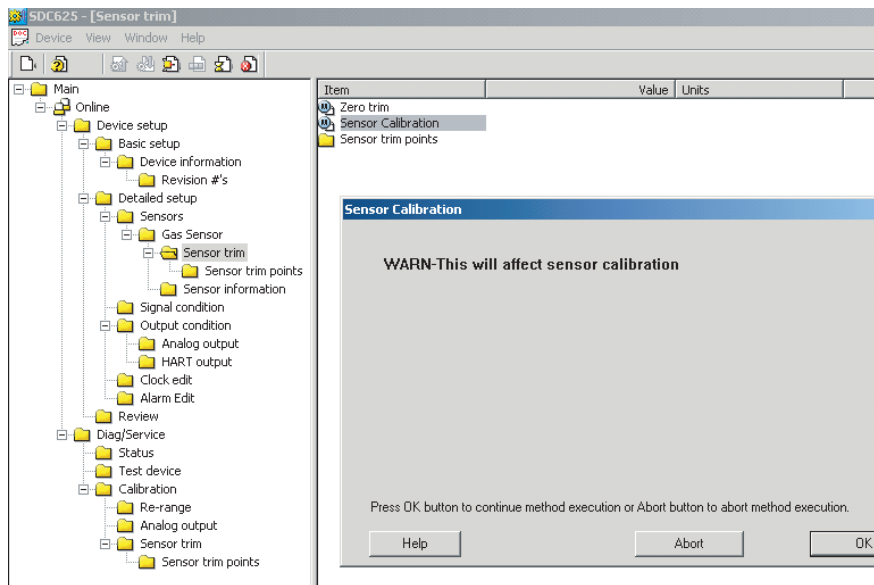 SDC625 - [Sensor trim]
DOC Device View Window Help
Main
Online
Device setup
Basic setup
Device information
Revision #'s
Detailed setup
Sensors
Gas Sensor
Sensor trim
Sensor trim points
Sensor information
Signal condition
Output condition
Analog output
HART output
Clock edit
Alarm Edit
Review
Diag/Service
Status
Test device
Calibration
Re-range
Analog output
Sensor trim
Sensor trim points
Item Value Units
Zero trim
Sensor Calibration
Sensor trim points
Sensor Calibration
WARN-This will affect sensor calibration
Press OK button to continue method execution or Abort button to abort method execution.
Help Abort OK